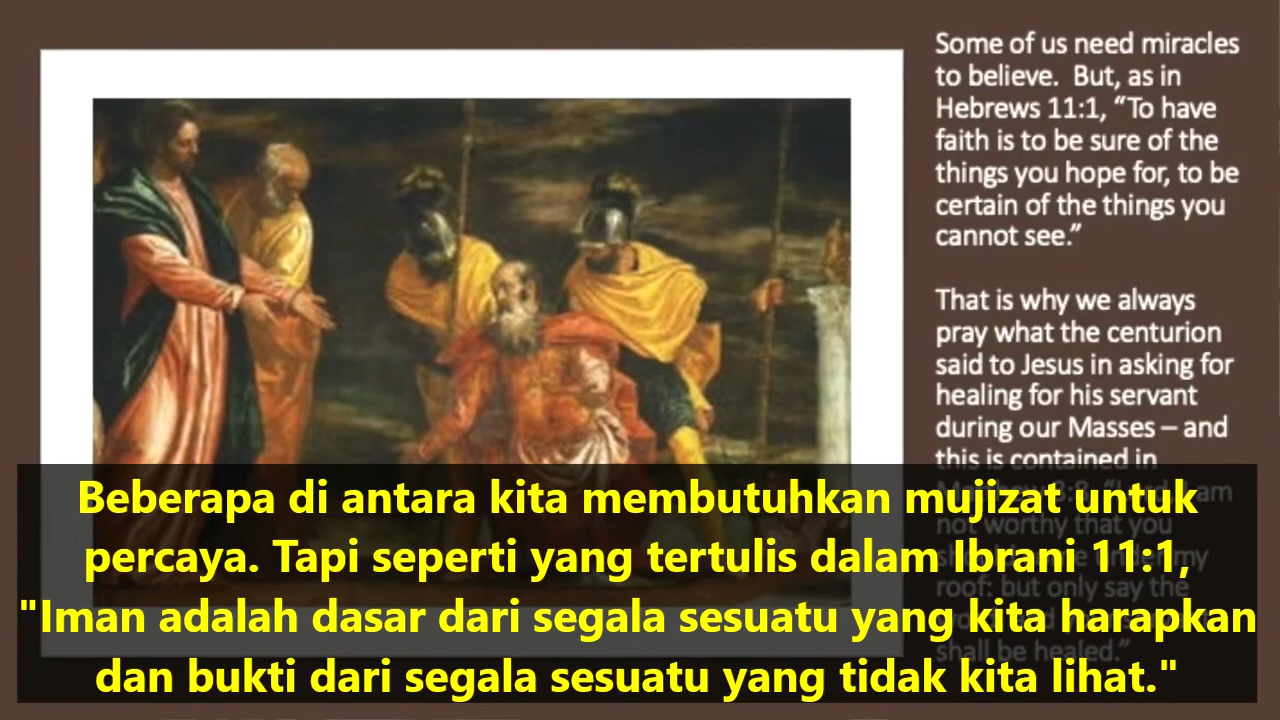 Some of us need miracles
to believe.  But, as in
Hebrews 11:1, “To have
faith is to be sure of the
things you hope for, to be
certain of the things you
cannot see.”
That is why we always
pray what the centurion
said to Jesus in asking for
healing for his servant
during our Masses – and
this is contained in
am
not worthy that you
my
roof: but only say the
shall be healed.”
Beberapa di antara kita membutuhkan mujizat untuk
percaya. Tapi seperti yang tertulis dalam Ibrani 11:1,
"Iman adalah dasar dari segala sesuatu yang kita harapkan
dan bukti dari segala sesuatu yang tidak kita lihat."